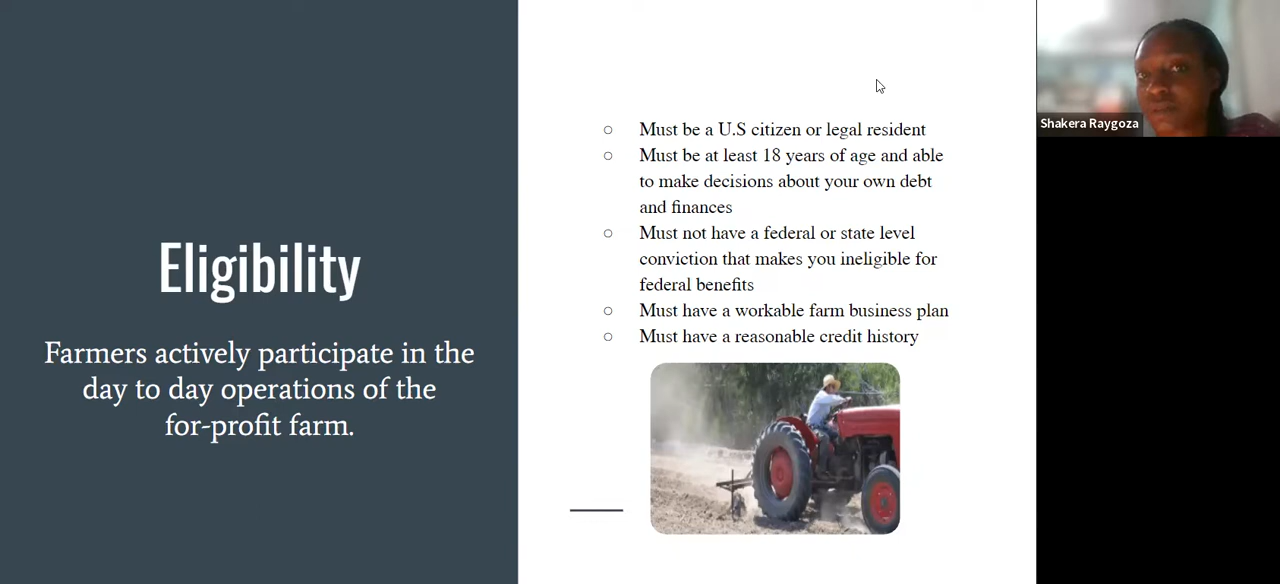 Eligibility
Farmers actively participate in the
day to day operations of the
for-profit farm.
Must be a U.S citizen or legal resident
Must be at least 18 years of age and able
to make decisions about your own debt
and finances
Must not have a federal or state level
conviction that makes you ineligible for
federal benefits
Must have a workable farm business plan
Must have a reasonable credit history
Shakera Raygoza